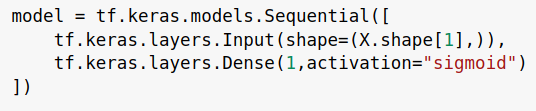 model = tf.keras.models.Sequential([
    tf.keras.layers.Input(shape=(X.shape[1],)),
    tf.keras.layers.Dense(1,activation="sigmoid")
])